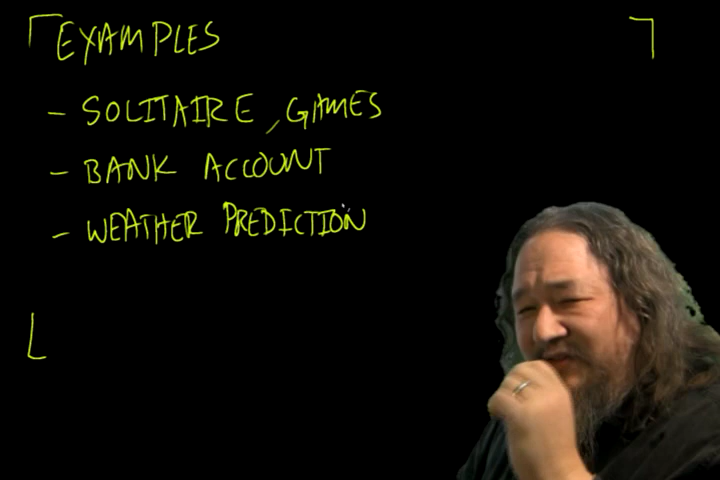 EXAMPLES
- SOLITAIRE, GAMES
- BANK ACCOUNT
- WEATHER PREDICTION